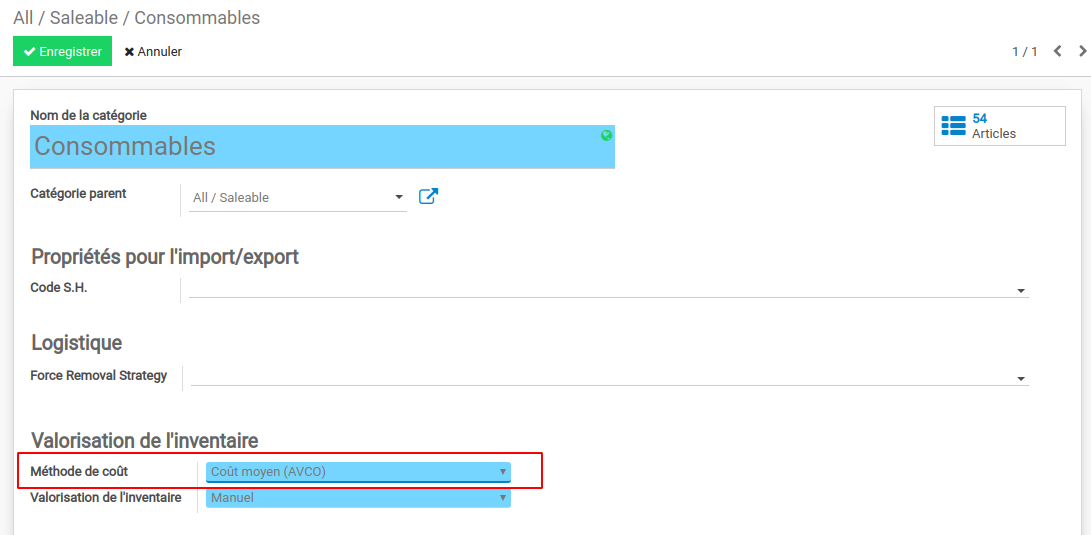 All / Saleable / Consommables
Enregistrer Annuler 1 / 1
Nom de la catégorie
54
Articles
Consommables
Catégorie parent All / Saleable
Propriétés pour l'import/export
Code S.H.
Logistique
Force Removal Strategy
Valorisation de l'inventaire
Méthode de coût Coût moyen (AVCO)
Valorisation de l'inventaire Manuel